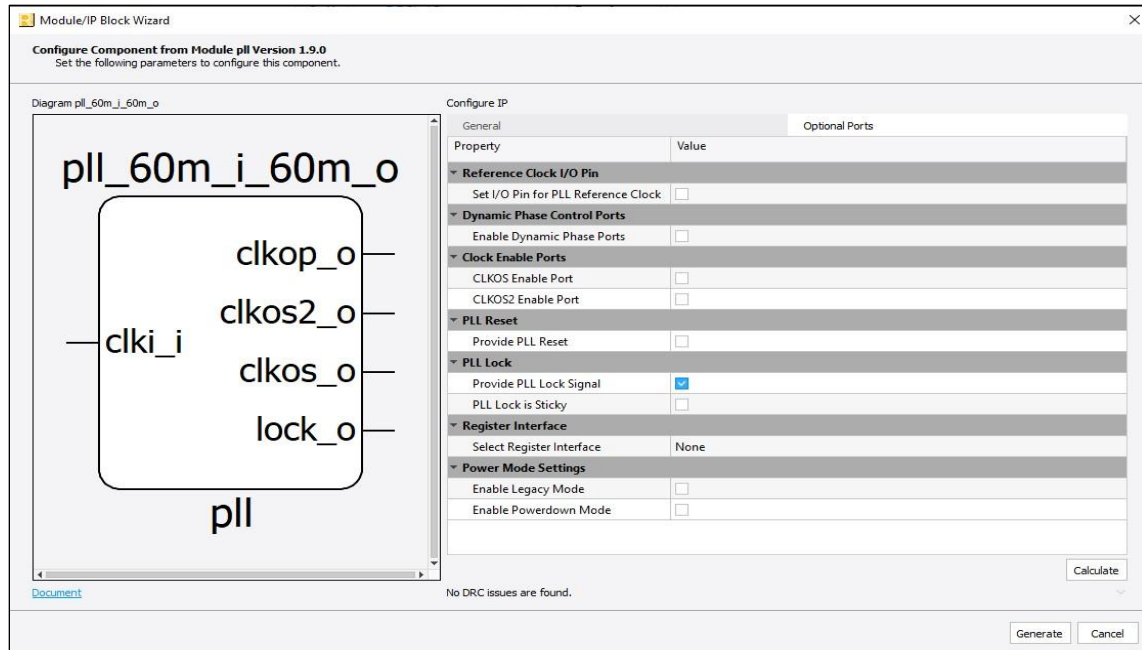 Module/IP Block Wizard
Configure Component from Module pll Version 1.9.0
Set the following parameters to configure this component.
Diagram pll_60m_i_60m_o
pll_60m_i_60m_o
clkop_o
clkos2_o
clki_i
clkos_o
lock_o
pll
Document
Configure IP
General Optional Ports
Property Value
Reference Clock I/O Pin
Set I/O Pin for PLL Reference Clock
Dynamic Phase Control Ports
Enable Dynamic Phase Ports
Clock Enable Ports
CLKOS Enable Port
CLKOS2 Enable Port
PLL Reset
Provide PLL Reset
PLL Lock
Provide PLL Lock Signal
PLL Lock is Sticky
Register Interface
Select Register Interface None
Power Mode Settings
Enable Legacy Mode
Enable Powerdown Mode
Calculate
No DRC issues are found.
Generate Cancel